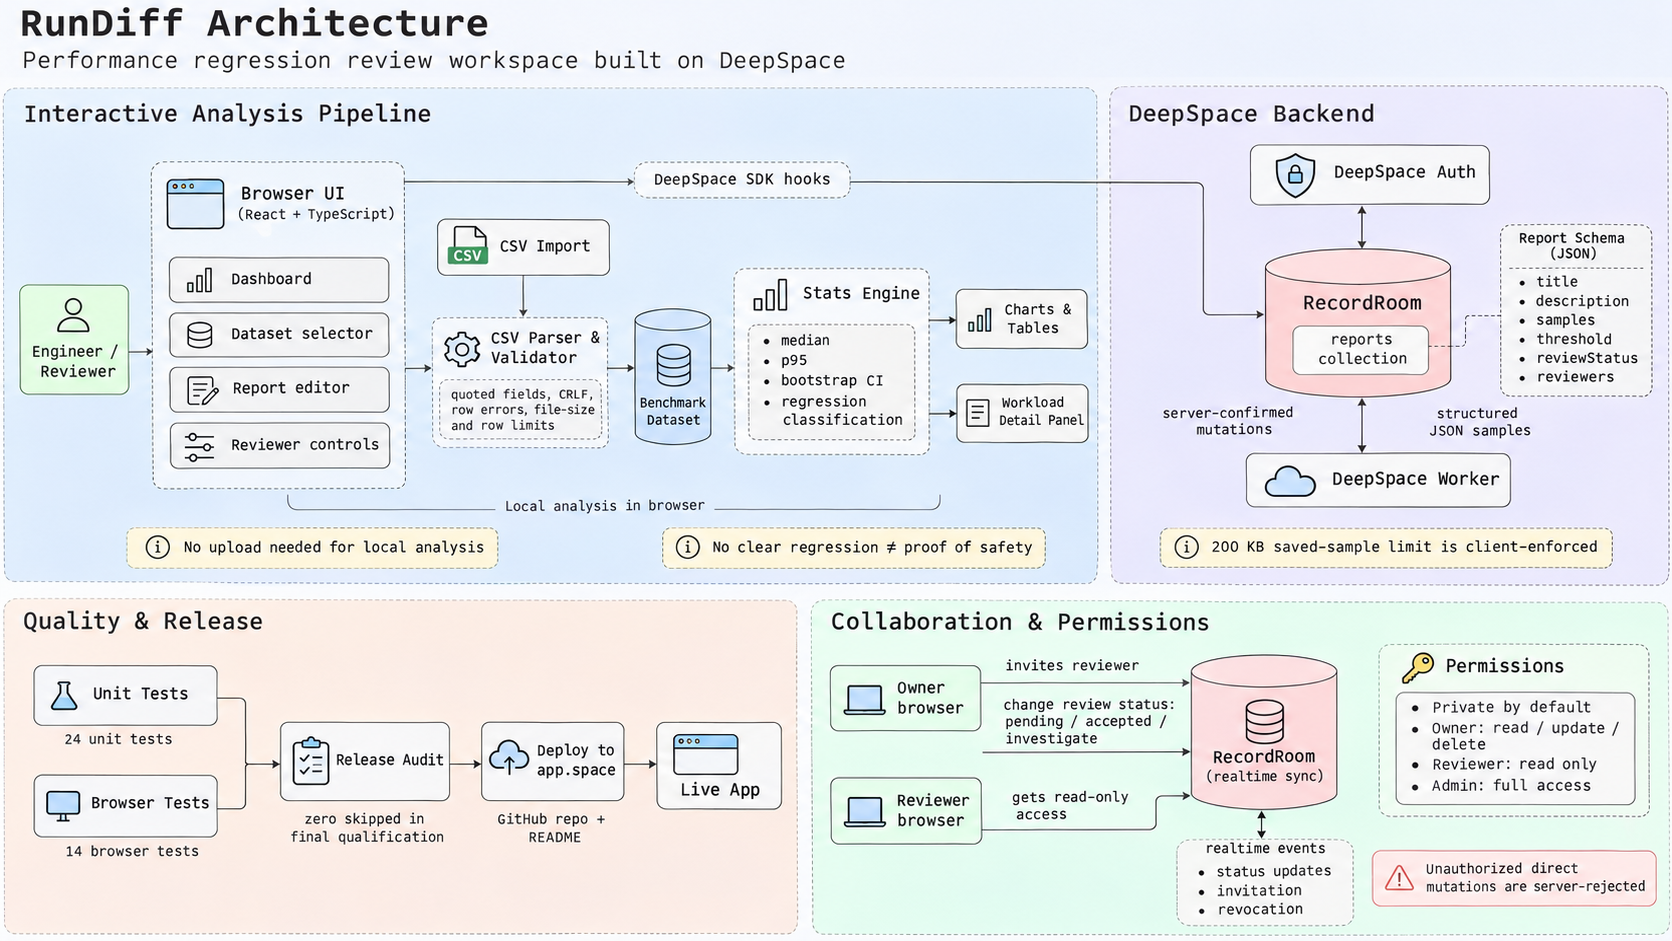 RunDiff Architecture
Performance regression review workspace built on DeepSpace
Interactive Analysis Pipeline
Engineer /
Reviewer
Browser UI
(React + TypeScript)
Dashboard
Dataset selector
Report editor
Reviewer controls
DeepSpace SDK hooks
CSV
CSV Import
CSV Parser &
Validator
quoted fields, CRLF,
row errors, file-size
and row limits
Benchmark
Dataset
Stats Engine
• median
• p95
• bootstrap CI
• regression
classification
Charts &
Tables
Workload
Detail Panel
Local analysis in browser
No upload needed for local analysis
No clear regression ≠ proof of safety
DeepSpace Backend
DeepSpace Auth
RecordRoom
reports
collection
Report Schema
(JSON)
• title
• description
• samples
• threshold
• reviewStatus
• reviewers
server-confirmed
mutations
structured
JSON samples
DeepSpace Worker
200 KB saved-sample limit is client-enforced
Quality & Release
Unit Tests
24 unit tests
Browser Tests
14 browser tests
Release Audit
zero skipped in
final qualification
Deploy to
app.space
GitHub repo +
README
Live App
Collaboration & Permissions
Owner
browser
invites reviewer
change review status:
pending / accepted /
investigate
Reviewer
browser
gets read-only
access
RecordRoom
(realtime sync)
realtime events
• status updates
• invitation
• revocation
Permissions
• Private by default
• Owner: read / update /
delete
• Reviewer: read only
• Admin: full access
Unauthorized direct
mutations are server-rejected